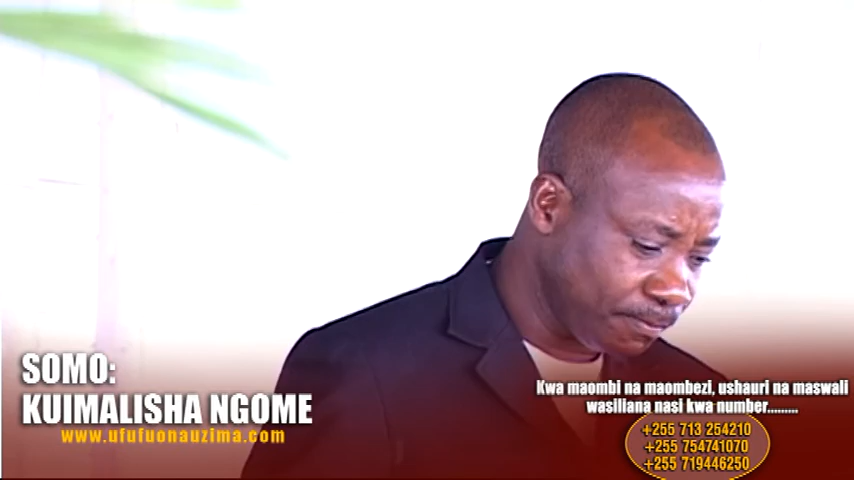 SOMO:
KUIMALISHA NGOME
www.ufufuonauzima.com
Kwa maombi na maombezi, ushauri na maswali
wasiliana nasi kwa number.........
+255 713 254210
+255 754741070
+255 719446250